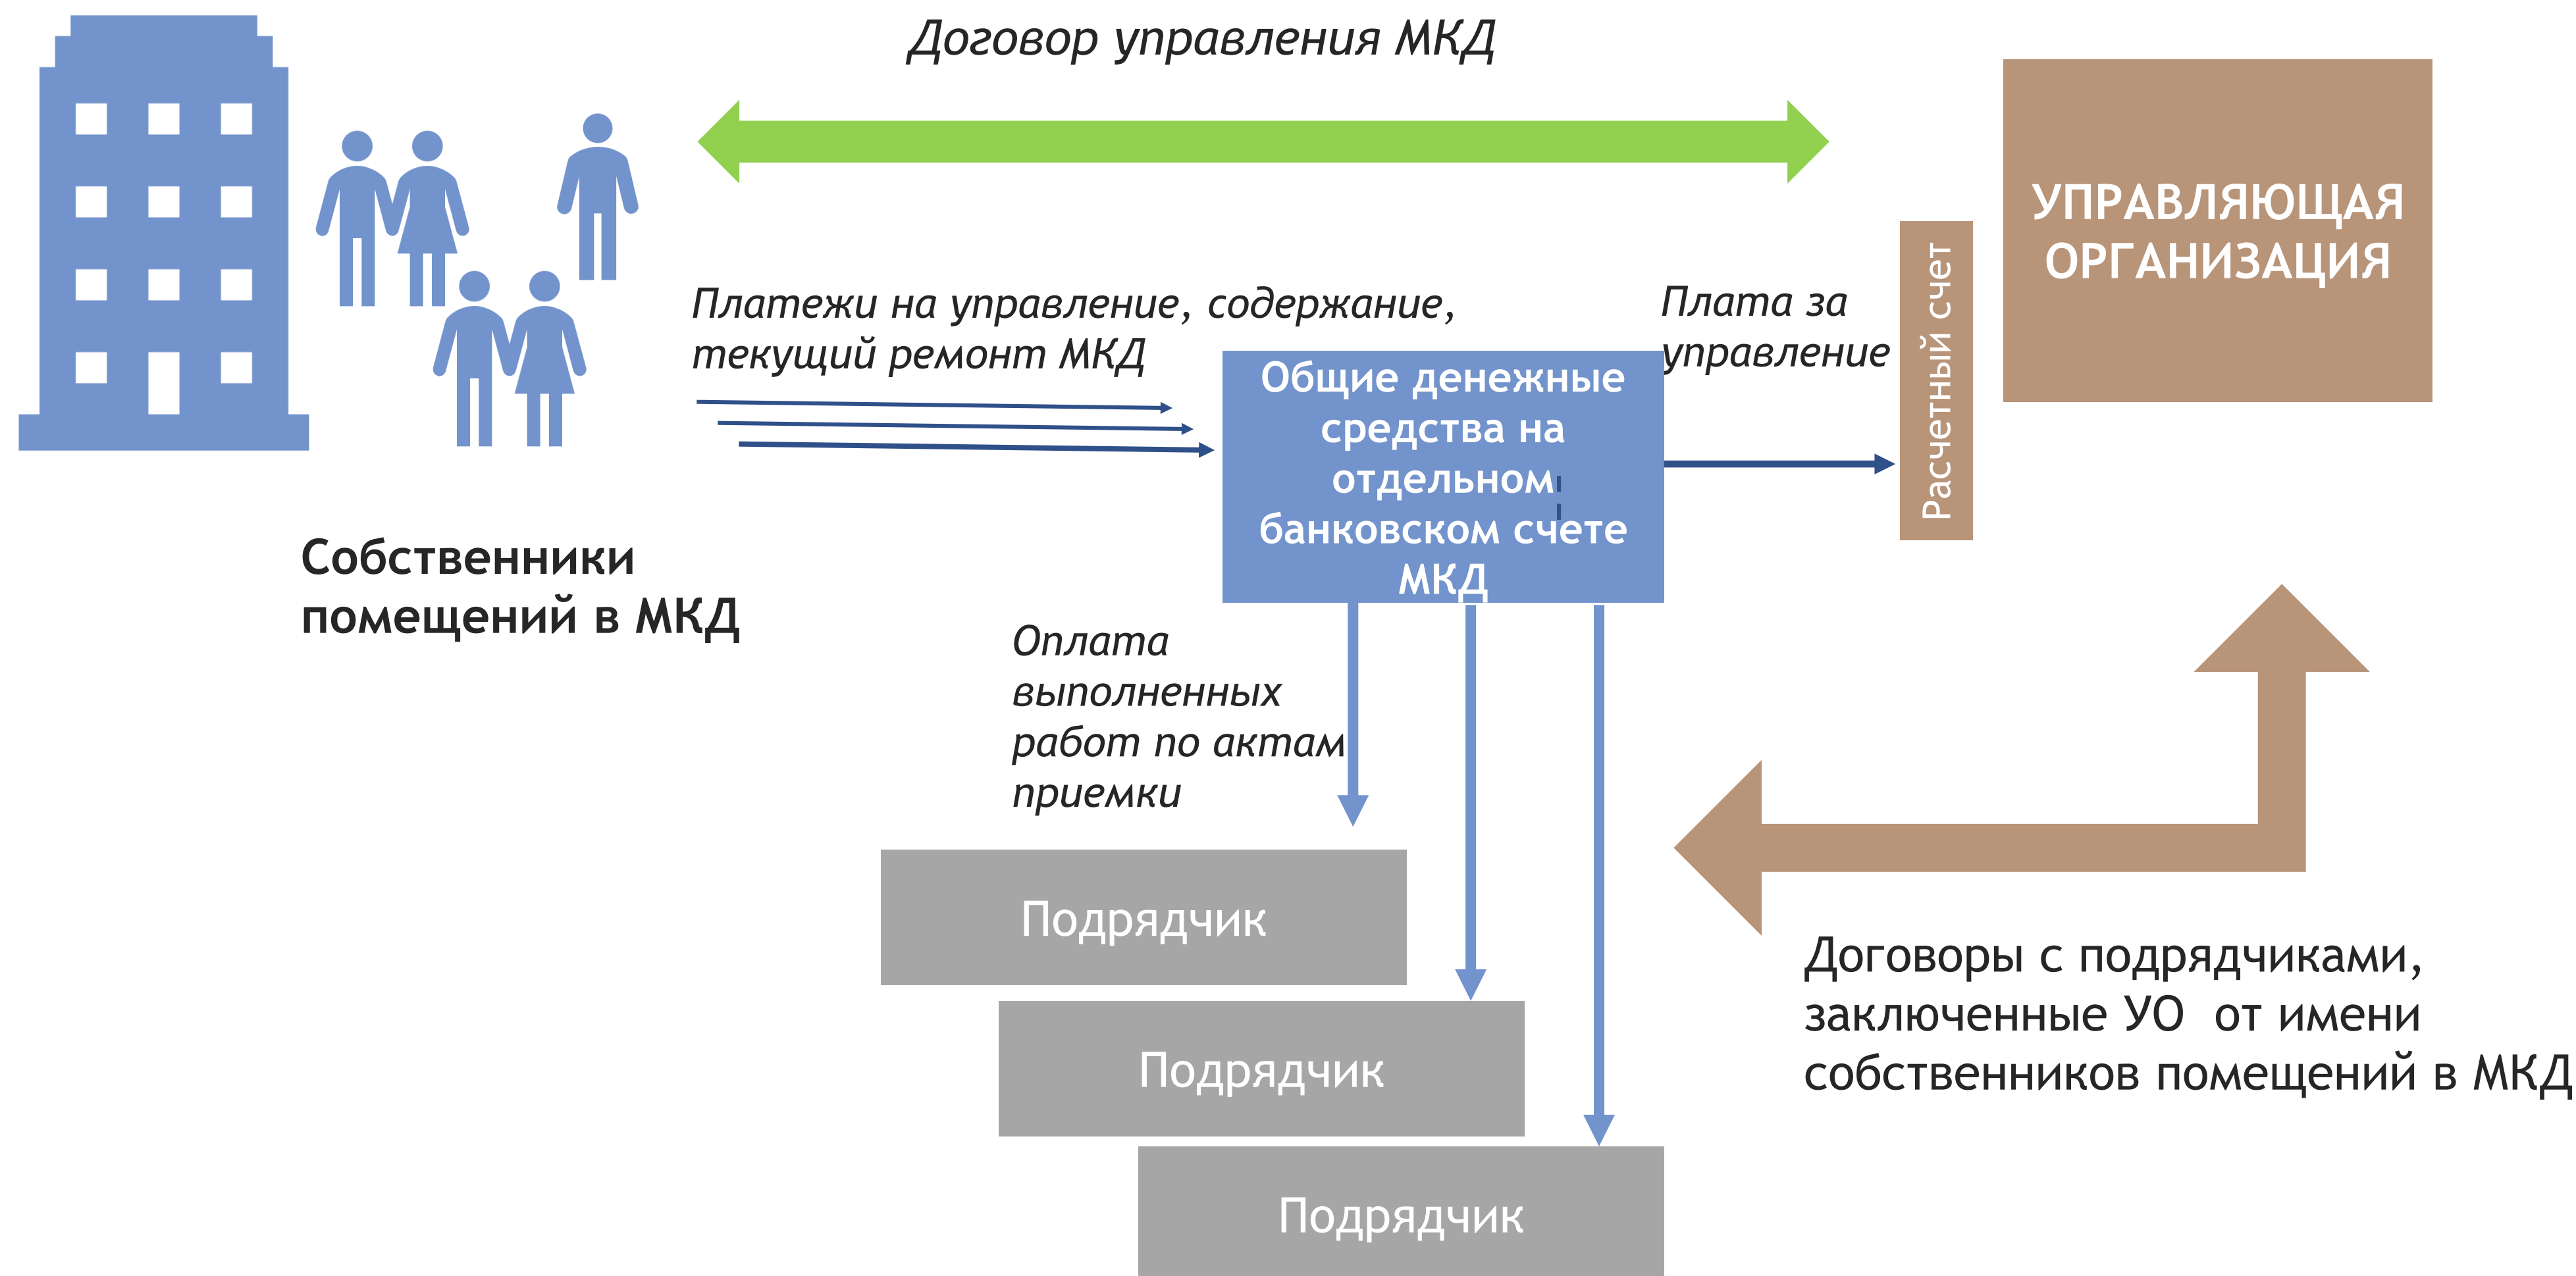 Договор управления МКД
УПРАВЛЯЮЩАЯ
ОРГАНИЗАЦИЯ
Расчетный счет
Платежи на управление, содержание,
текущий ремонт МКД
Плата за
управление
Общие денежные
средства на
отдельном
банковском счете
МКД
Собственники
помещений в МКД
Оплата
выполненных
работ по актам
приемки
Подрядчик
Подрядчик
Подрядчик
Договоры с подрядчиками,
заключенные УО  от имени
собственников помещений в МКД